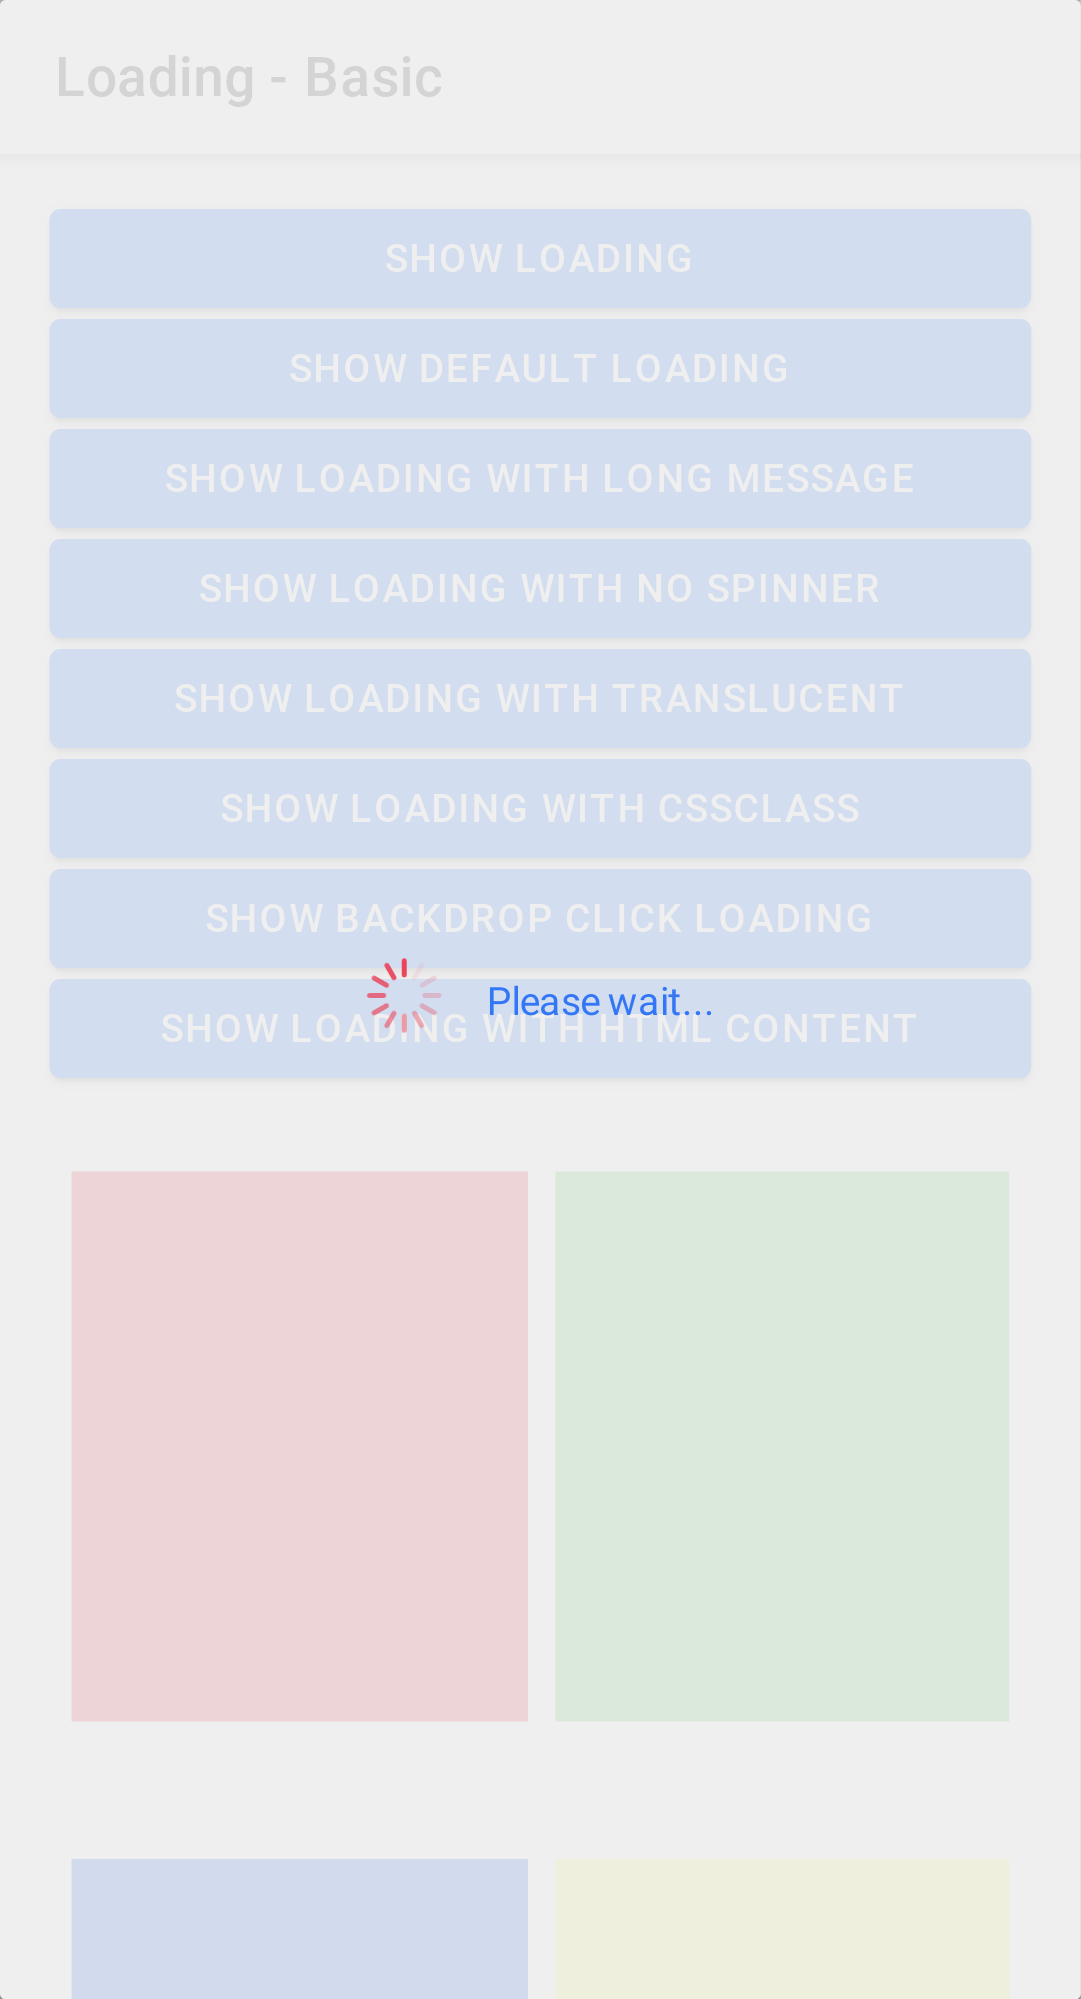 Loading - Basic
SHOW LOADING
SHOW DEFAULT LOADING
SHOW LOADING WITH LONG MESSAGE
SHOW LOADING WITH NO SPINNER
SHOW LOADING WITH TRANSLUCENT
SHOW LOADING WITH CSSCLASS
SHOW BACKDROP CLICK LOADING
Please wait...
SHOW LOADING WITH HTML CONTENT